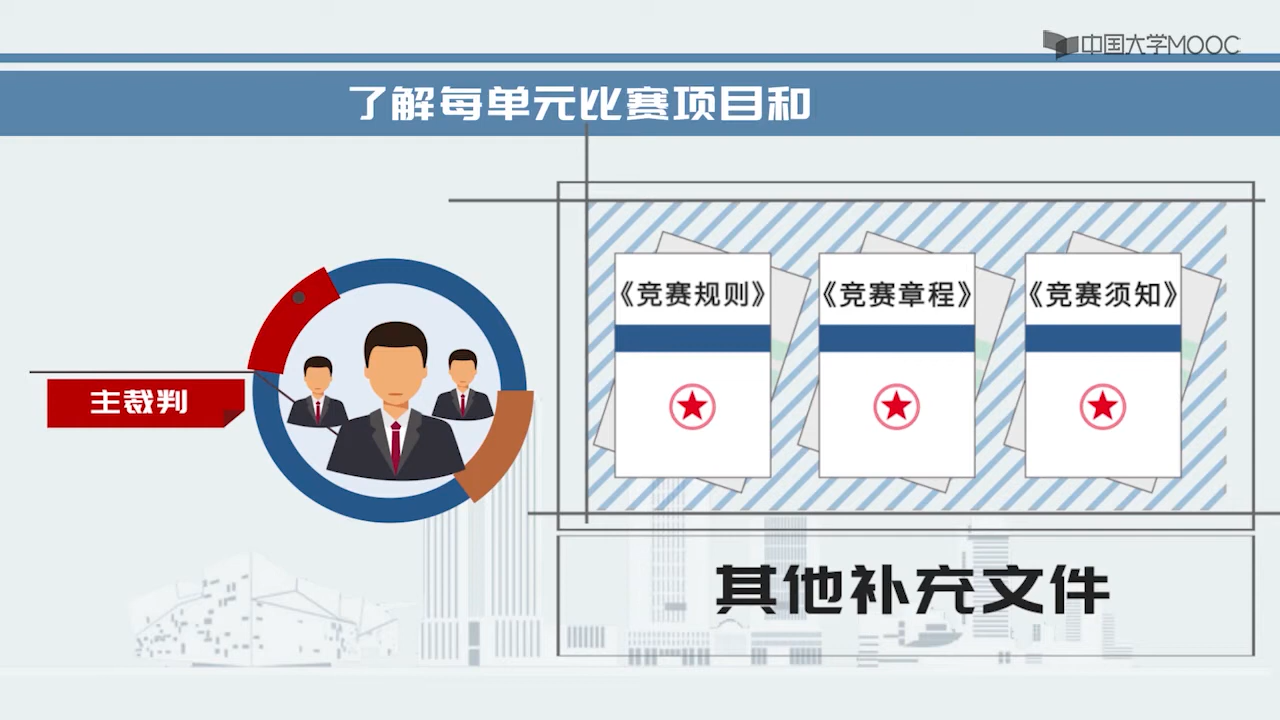 中国大学MOOC
了解每单元比赛项目和
《竞赛规则》
《竞赛章程》
《竞赛须知》
主裁判
其他补充文件